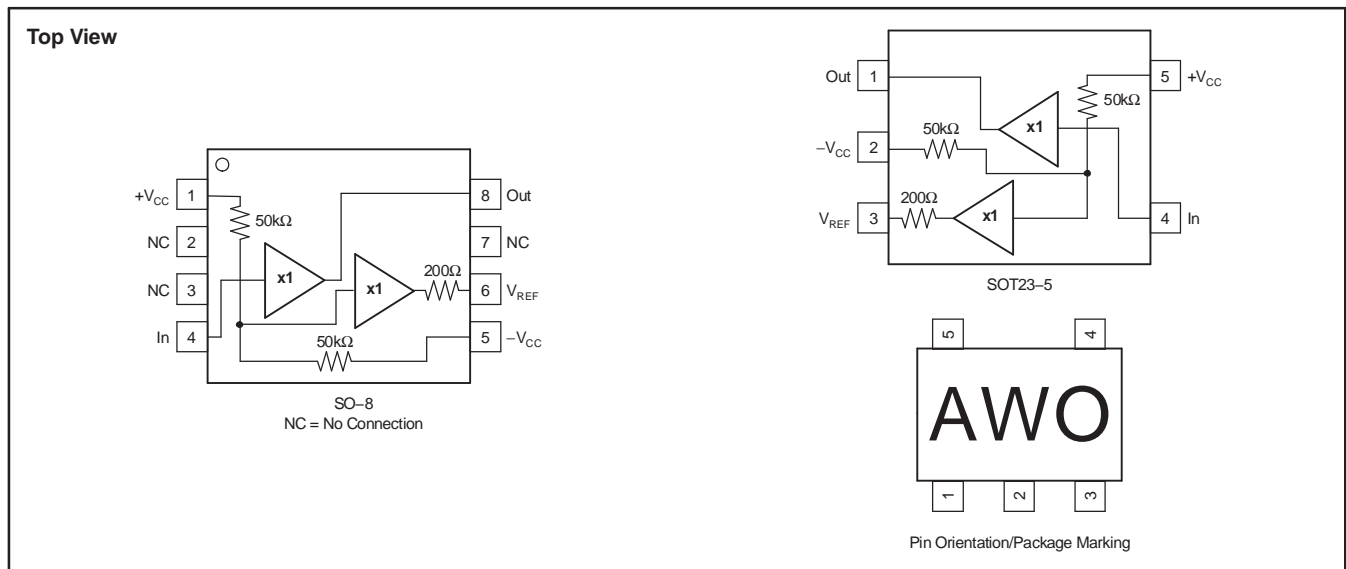 Top View
+VCC 1
NC 2
NC 3
In 4
8 Out
7 NC
6 VREF
5 −VCC
50kΩ
x1
x1
200Ω
50kΩ
SO−8
NC = No Connection
Out 1
−VCC 2
VREF 3
5 +VCC
4 In
50kΩ
x1
50kΩ
200Ω
x1
SOT23−5
5 4
AWO
1 2 3
Pin Orientation/Package Marking